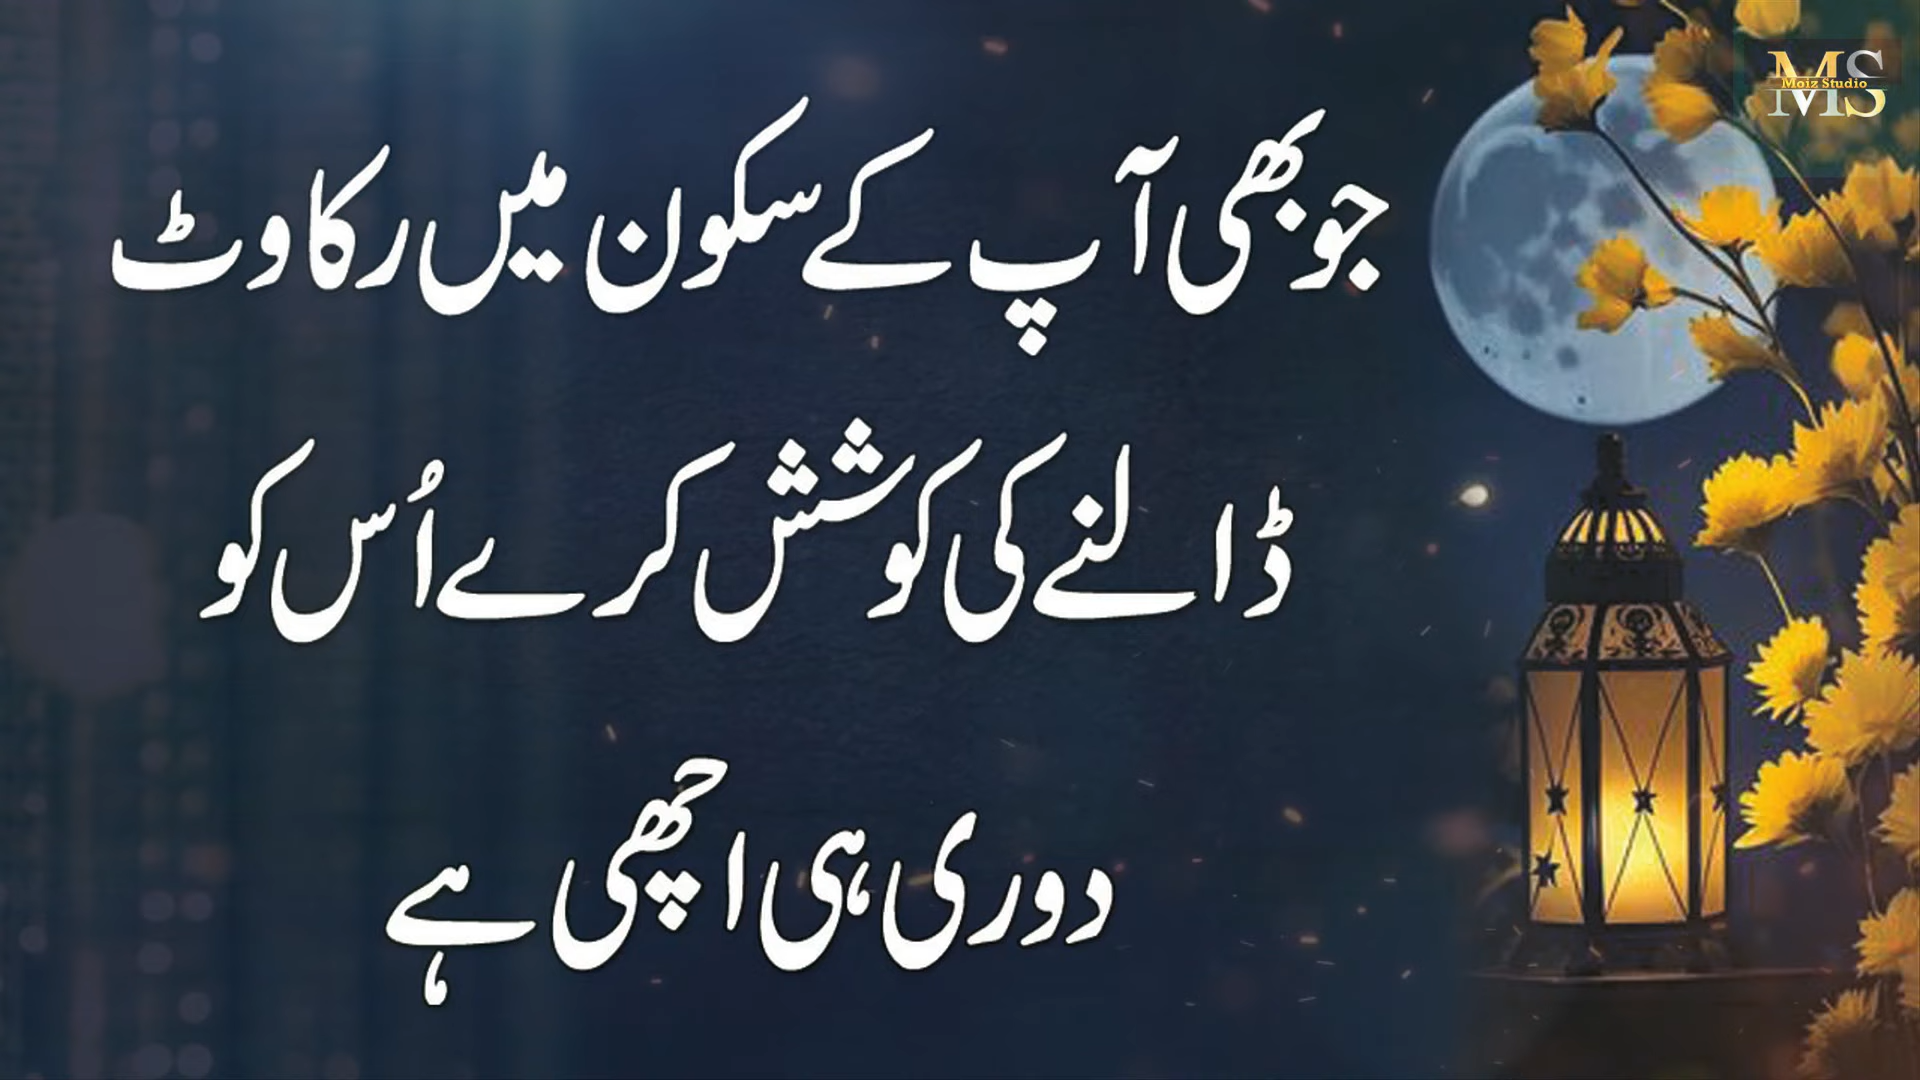 جو بھی آپ کے سکون میں رکاوٹ
ڈالنے کی کوشش کرے اُس کو
دوری ہی اچھی ہے
MS
Moiz Studio